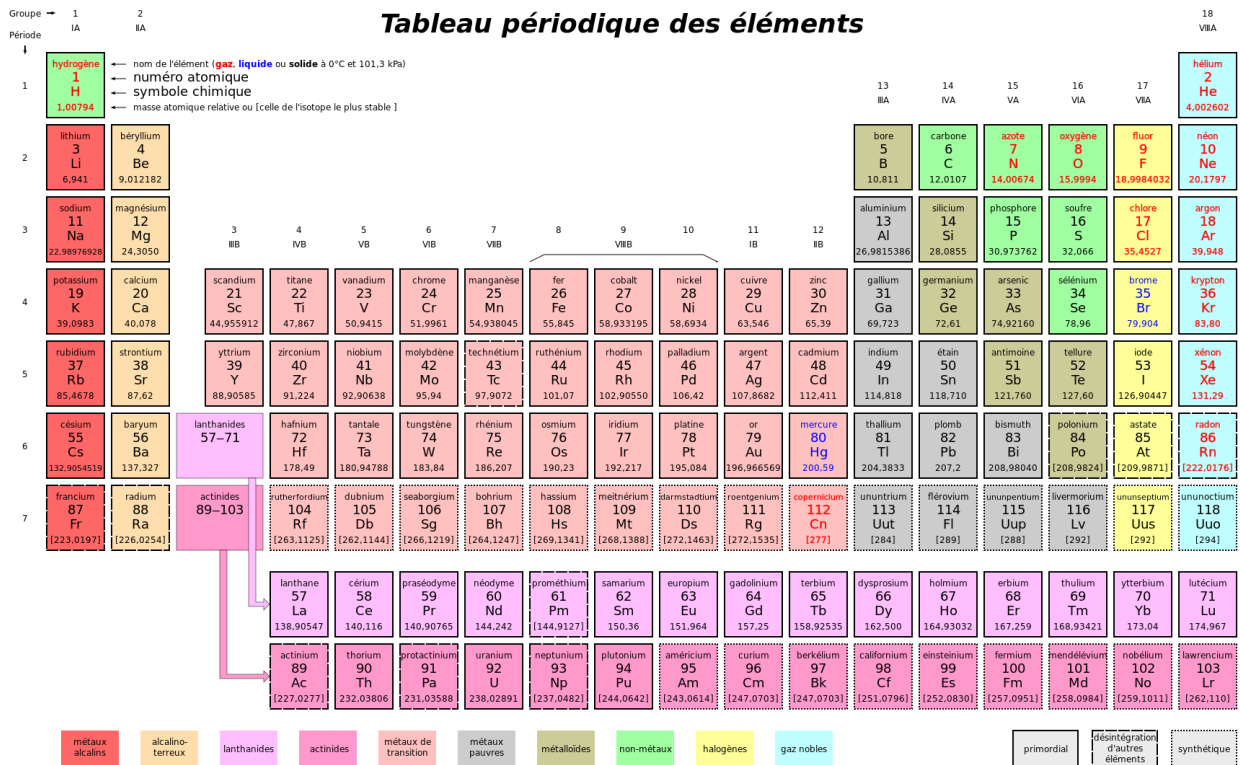 Tableau périodique des éléments
Groupe → 1 2 18
IA IIA VIIIA
Période
hydrogène
1
H
1,00794
nom de l'élément (gaz, liquide ou solide à 0°C et 101,3 kPa)
numéro atomique
symbole chimique
masse atomique relative ou [celle de l'isotope le plus stable ]
13 14 15 16 17
IIIA IVA VA VIA VIIA
hélium
2
He
4,002602
1
2
lithium béryllium bore carbone azote oxygène fluor néon
3 4 5 6 7 8 9 10
Li Be B C N O F Ne
6,941 9,012182 10,811 12,0107 14,00674 15,9994 18,9984032 20,1797
3
sodium magnésium aluminium silicium phosphore soufre chlore argon
11 12 13 14 15 16 17 18
Na Mg Al Si P S Cl Ar
22,98976928 24,3050 26,9815386 28,0855 30,973762 32,066 35,4527 39,948
3 4 5 6 7 8 9 10 11 12
IIIB IVB VB VIB VIIB VIIIB IB IIB
4
potassium calcium scandium titane vanadium chrome manganèse fer cobalt nickel cuivre zinc gallium germanium arsenic sélénium brome krypton
19 20 21 22 23 24 25 26 27 28 29 30 31 32 33 34 35 36
K Ca Sc Ti V Cr Mn Fe Co Ni Cu Zn Ga Ge As Se Br Kr
39,0983 40,078 44,955912 47,867 50,9415 51,9961 54,938045 55,845 58,933195 58,6934 63,546 65,39 69,723 72,61 74,92160 78,96 79,904 83,80
5
rubidium strontium yttrium zirconium niobium molybdène technétium ruthénium rhodium palladium argent cadmium indium étain antimoine tellure iode xénon
37 38 39 40 41 42 43 44 45 46 47 48 49 50 51 52 53 54
Rb Sr Y Zr Nb Mo Tc Ru Rh Pd Ag Cd In Sn Sb Te I Xe
85,4678 87,62 88,90585 91,224 92,90638 95,94 97,9072 101,07 102,90550 106,42 107,8682 112,411 114,818 118,710 121,760 127,60 126,90447 131,29
6
césium baryum lanthanides hafnium tantale tungstène rhénium osmium iridium platine or mercure thallium plomb bismuth polonium astate radon
55 56 57–71 72 73 74 75 76 77 78 79 80 81 82 83 84 85 86
Cs Ba Hf Ta W Re Os Ir Pt Au Hg Tl Pb Bi Po At Rn
132,9054519 137,327 178,49 180,94788 183,84 186,207 190,23 192,217 195,084 196,966569 200,59 204,3833 207,2 208,98040 [208,9824] [209,9871] [222,0176]
7
francium radium actinides rutherfordium dubnium seaborgium bohrium hassium meitnérium darmstadtium roentgenium copernicium ununtrium flérovium ununpentium livermorium ununseptium ununoctium
87 88 89–103 104 105 106 107 108 109 110 111 112 113 114 115 116 117 118
Fr Ra Rf Db Sg Bh Hs Mt Ds Rg Cn Uut Fl Uup Lv Uus Uuo
[223,0197] [226,0254] [263,1125] [262,1144] [266,1219] [264,1247] [269,1341] [268,1388] [272,1463] [272,1535] [277] [284] [289] [288] [292] [292] [294]
lanthane cérium praséodyme néodyme prométhium samarium europium gadolinium terbium dysprosium holmium erbium thulium ytterbium lutécium
57 58 59 60 61 62 63 64 65 66 67 68 69 70 71
La Ce Pr Nd Pm Sm Eu Gd Tb Dy Ho Er Tm Yb Lu
138,90547 140,116 140,90765 144,242 [144,9127] 150,36 151,964 157,25 158,92535 162,500 164,93032 167,259 168,93421 173,04 174,967
actinium thorium protactinium uranium neptunium plutonium américium curium berkélium californium einsteinium fermium mendélévium nobélium lawrencium
89 90 91 92 93 94 95 96 97 98 99 100 101 102 103
Ac Th Pa U Np Pu Am Cm Bk Cf Es Fm Md No Lr
[227,0277] 232,03806 231,03588 238,02891 [237,0482] [244,0642] [243,0614] [247,0703] [247,0703] [251,0796] [252,0830] [257,0951] [258,0984] [259,1011] [262,110]
métaux
alcalins
alcalino-
terreux
lanthanides
actinides
métaux de
transition
métaux
pauvres
métalloïdes
non-métaux
halogènes
gaz nobles
primordial
désintégration
d'autres
éléments
synthétique